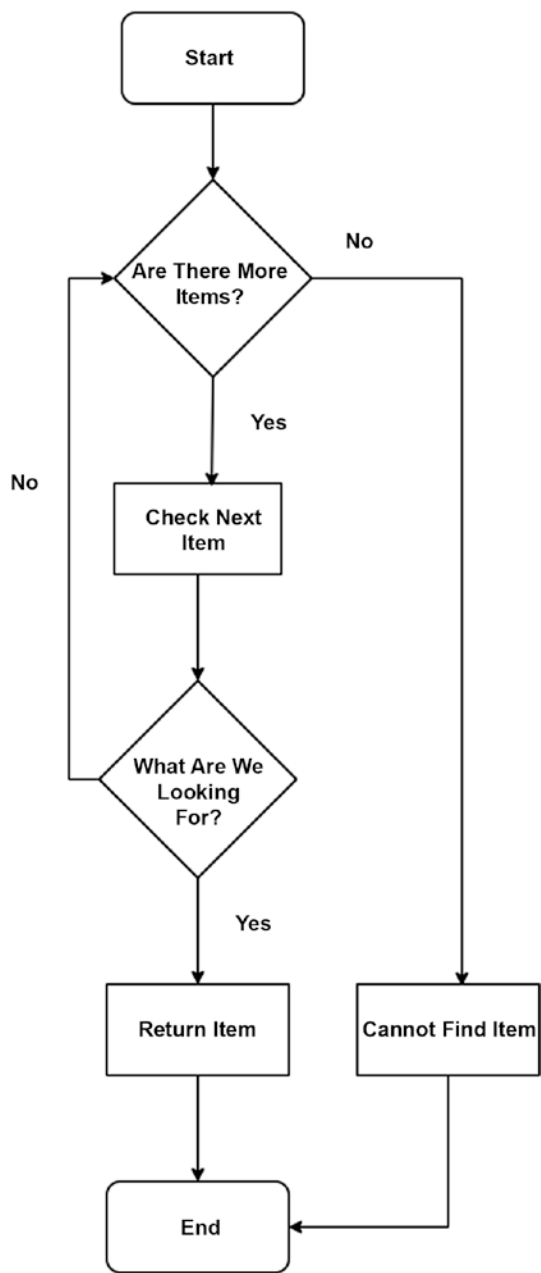 Start
No
Are There More
Items?
Yes
No
Check Next
Item
What Are We
Looking
For?
Yes
Return Item
Cannot Find Item
End